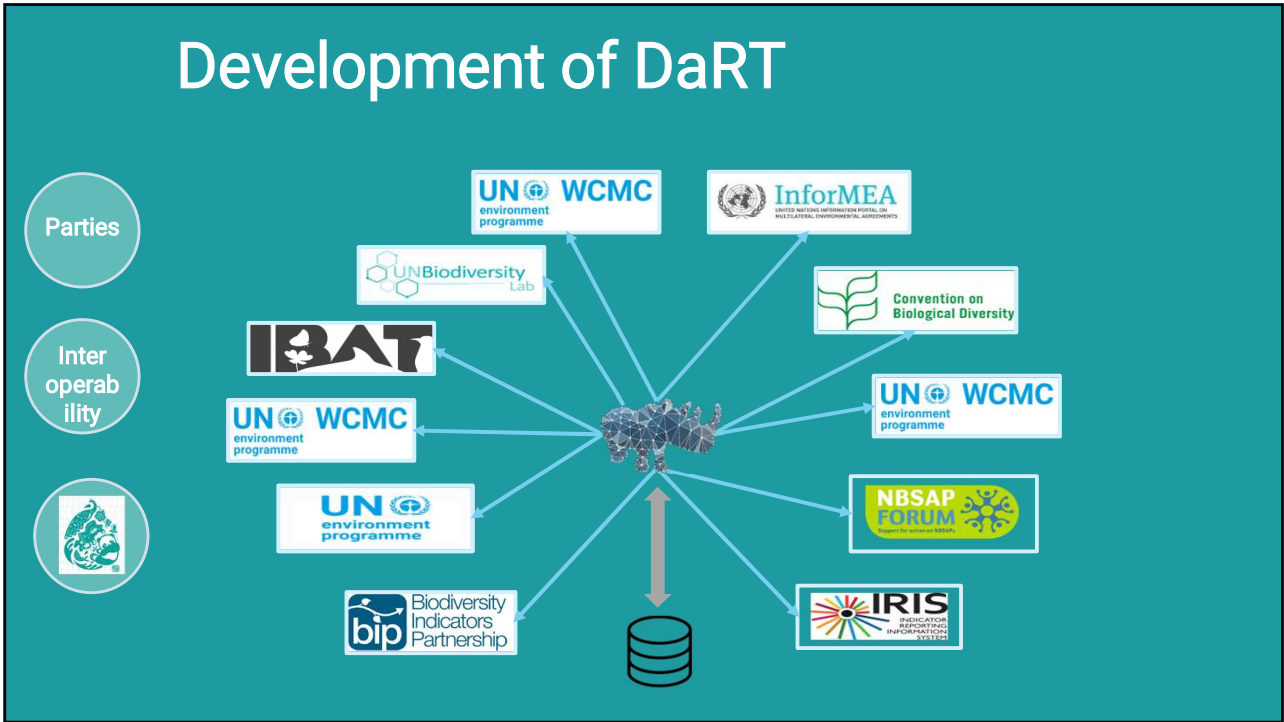 Development of DaRT
Parties
Inter
operab
ility
UN WCMC
environment
programme
InforMEA
UNITED NATIONS INFORMATION PORTAL ON
MULTILATERAL ENVIRONMENTAL AGREEMENTS
UNBiodiversity
Lab
Convention on
Biological Diversity
IBAT
UN WCMC
environment
programme
UN WCMC
environment
programme
UN
environment
programme
NBSAP
FORUM
Support for action on NBSAPs
bip
Biodiversity
Indicators
Partnership
IRIS
INDICATOR
REPORTING
INFORMATION
SYSTEM